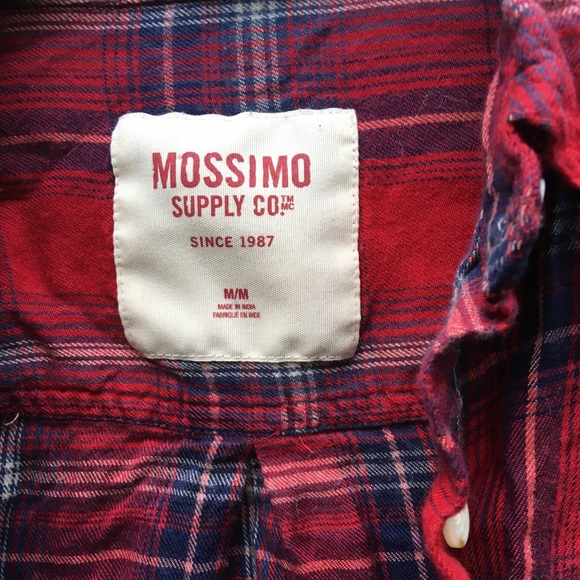 MOSSIMO
SUPPLY CO.™ MC
SINCE 1987
M/M
MADE IN INDIA
FABRIQUÉ EN INDE